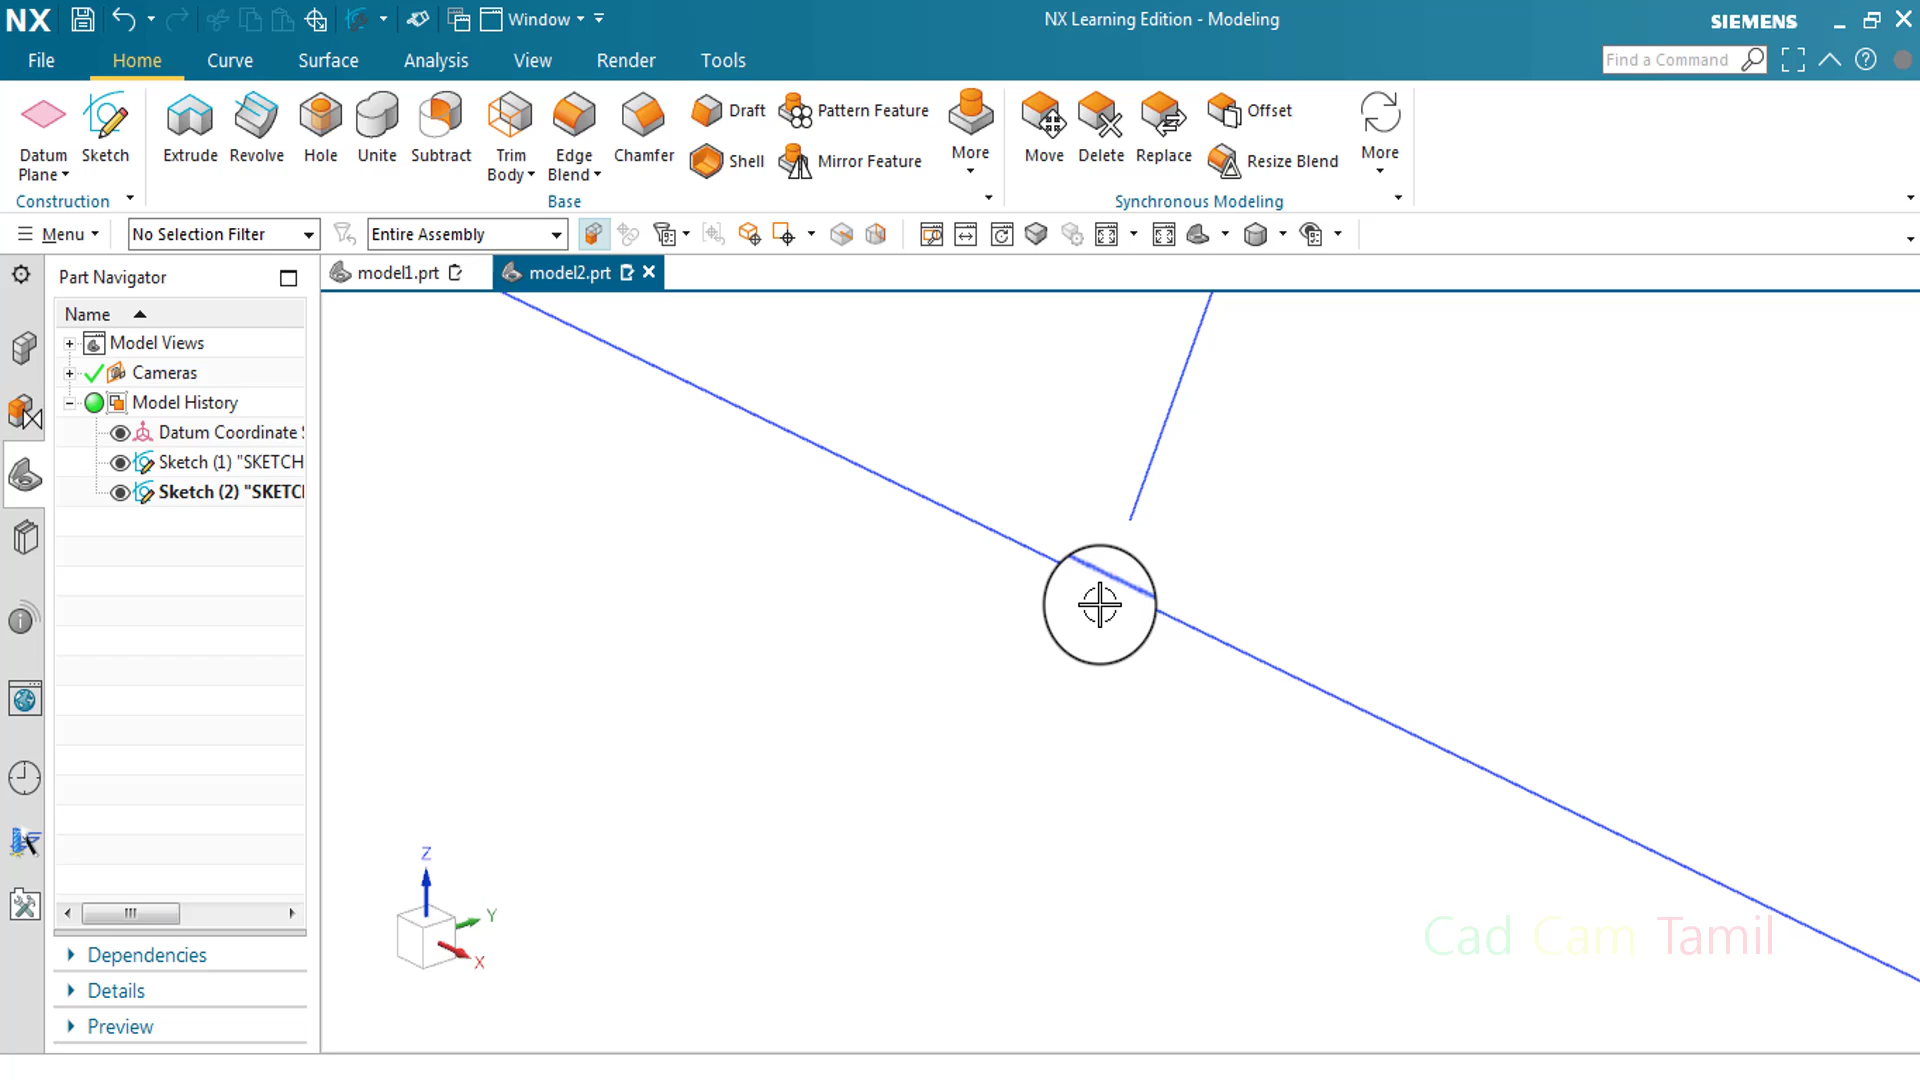 NX
Window
NX Learning Edition - Modeling
SIEMENS
File
Home
Curve
Surface
Analysis
View
Render
Tools
Find a Command
Datum Plane
Sketch
Extrude
Revolve
Hole
Unite
Subtract
Trim Body
Edge Blend
Chamfer
Draft
Shell
Pattern Feature
Mirror Feature
More
Move
Delete
Replace
Offset
Resize Blend
More
Construction
Base
Synchronous Modeling
Menu
No Selection Filter
Entire Assembly
Part Navigator
model1.prt
model2.prt
Name
Model Views
Cameras
Model History
Datum Coordinate
Sketch (1) "SKETCH
Sketch (2) "SKETC
Z
Y
X
Cad Cam Tamil
Dependencies
Details
Preview